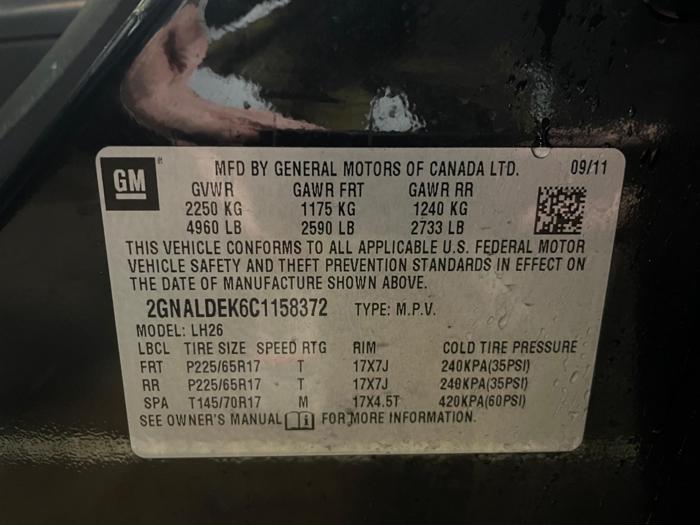 GM
MFD BY GENERAL MOTORS OF CANADA LTD. 09/11
GVWR GAWR FRT GAWR RR
2250 KG 1175 KG 1240 KG
4960 LB 2590 LB 2733 LB
THIS VEHICLE CONFORMS TO ALL APPLICABLE U.S. FEDERAL MOTOR
VEHICLE SAFETY AND THEFT PREVENTION STANDARDS IN EFFECT ON
THE DATE OF MANUFACTURE SHOWN ABOVE.
2GNALDEK6C1158372 TYPE: M.P.V.
MODEL: LH26
LBCL TIRE SIZE SPEED RTG RIM COLD TIRE PRESSURE
FRT P225/65R17 T 17X7J 240KPA(35PSI)
RR P225/65R17 T 17X7J 240KPA(35PSI)
SPA T145/70R17 M 17X4.5T 420KPA(60PSI)
SEE OWNER'S MANUAL FOR MORE INFORMATION.